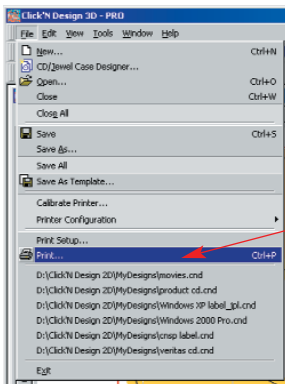 Click'N Design 3D - PRO
File Edit View Tools Window Help
New... Ctrl+N
CD/Jewel Case Designer...
Open... Ctrl+O
Close Ctrl+W
Close All
Save Ctrl+S
Save As...
Save All
Save As Template...
Calibrate Printer...
Printer Configuration
Print Setup...
Print... Ctrl+P
D:\Click'N Design 2D\MyDesigns\movies.cnd
D:\Click'N Design 2D\MyDesigns\product cd.cnd
D:\Click'N Design 2D\MyDesigns\Windows XP label_tpl.cnd
D:\Click'N Design 2D\MyDesigns\Windows 2000 Pro.cnd
D:\Click'N Design 2D\MyDesigns\cnsp label.cnd
D:\Click'N Design 2D\MyDesigns\veritas cd.cnd
Exit